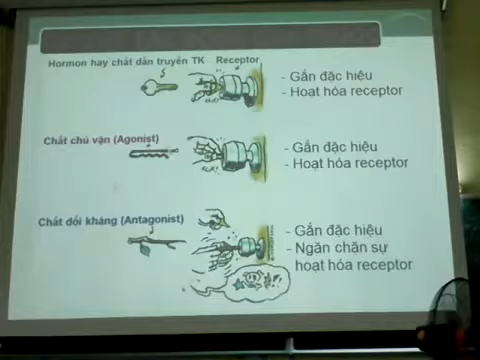 Hormon hay chất dẫn truyền TK Receptor
- Gắn đặc hiệu
- Hoạt hóa receptor
Chất chủ vận (Agonist)
- Gắn đặc hiệu
- Hoạt hóa receptor
Chất đối kháng (Antagonist)
- Gắn đặc hiệu
- Ngăn chặn sự
hoạt hóa receptor